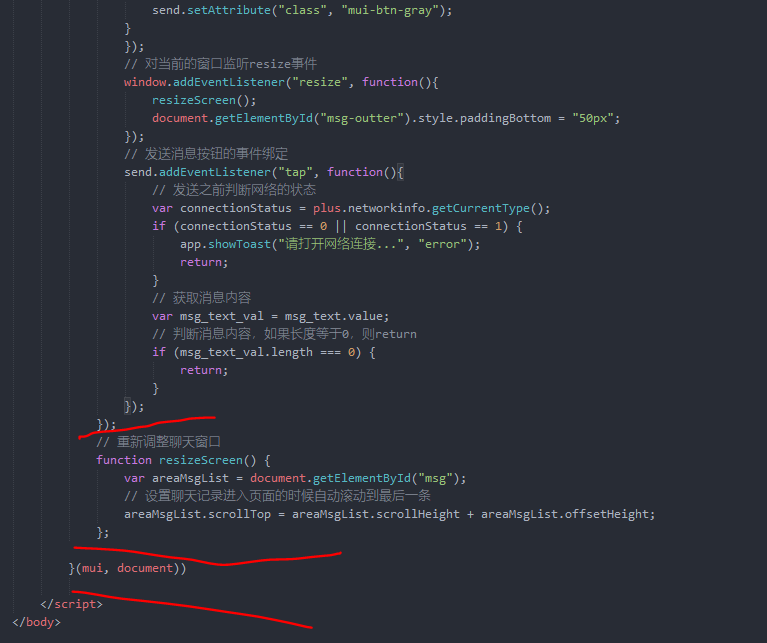 send.setAttribute("class", "mui-btn-gray");
}
});
// 对当前的窗口监听resize事件
window.addEventListener("resize", function(){
resizeScreen();
document.getElementById("msg-outter").style.paddingBottom = "50px";
});
// 发送消息按钮的事件绑定
send.addEventListener("tap", function(){
// 发送之前判断网络的状态
var connectionStatus = plus.networkinfo.getCurrentType();
if (connectionStatus == 0 || connectionStatus == 1) {
app.showToast("请打开网络连接...", "error");
return;
}
// 获取消息内容
var msg_text_val = msg_text.value;
// 判断消息内容，如果长度等于0，则return
if (msg_text_val.length === 0) {
return;
}
});
});
// 重新调整聊天窗口
function resizeScreen() {
var areaMsgList = document.getElementById("msg");
// 设置聊天记录进入页面的时候自动滚动到最后一条
areaMsgList.scrollTop = areaMsgList.scrollHeight + areaMsgList.offsetHeight;
};
}(mui, document))
</script>
</body>